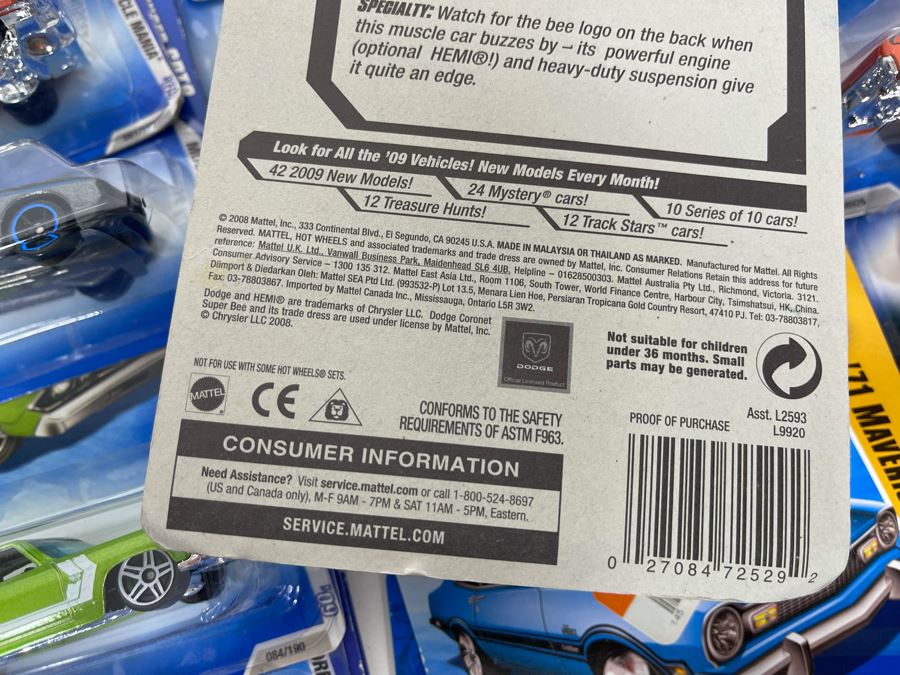 SPECIALTY: Watch for the bee logo on the back when
this muscle car buzzes by – its powerful engine
(optional HEMI®!) and heavy-duty suspension give
it quite an edge.
Look for All the '09 Vehicles! New Models Every Month!
42 2009 New Models!
24 Mystery® cars!
10 Series of 10 cars!
12 Treasure Hunts!
12 Track Stars™ cars!
© 2008 Mattel, Inc., 333 Continental Blvd., El Segundo, CA 90245 U.S.A. MADE IN MALAYSIA OR THAILAND AS MARKED. Manufactured for Mattel. All Rights
Reserved. MATTEL, HOT WHEELS and associated trademarks and trade dress are owned by Mattel, Inc. Consumer Relations Retain this address for future
reference: Mattel U.K. Ltd., Vanwall Business Park, Maidenhead SL6 4UB. Helpline – 01628500303. Mattel Australia Pty Ltd., Richmond, Victoria. 3121.
Consumer Advisory Service – 1300 135 312. Mattel East Asia Ltd., Room 1106, South Tower, World Finance Centre, Harbour City, Tsimshatsui, HK, China.
Diimport & Diedarkan Oleh: Mattel SEA Ptd Ltd. (993532-P) Lot 13.5, Menara Lien Hoe, Persiaran Tropicana Gold Country Resort, 47410 PJ. Tel: 03-78803817,
Fax: 03-78803867. Imported by Mattel Canada Inc., Mississauga, Ontario L5R 3W2.
Dodge and HEMI® are trademarks of Chrysler LLC. Dodge Coronet
Super Bee and its trade dress are used under license by Mattel, Inc.
© Chrysler LLC 2008.
DODGE
Official Licensed Product
Not suitable for children
under 36 months. Small
parts may be generated.
NOT FOR USE WITH SOME HOT WHEELS® SETS.
MATTEL
CE
CONFORMS TO THE SAFETY
REQUIREMENTS OF ASTM F963.
PROOF OF PURCHASE
Asst. L2593
L9920
CONSUMER INFORMATION
Need Assistance? Visit service.mattel.com or call 1-800-524-8697
(US and Canada only), M-F 9AM - 7PM & SAT 11AM - 5PM, Eastern.
SERVICE.MATTEL.COM
0 27084 72529 2
'71 MAVERI
084/190